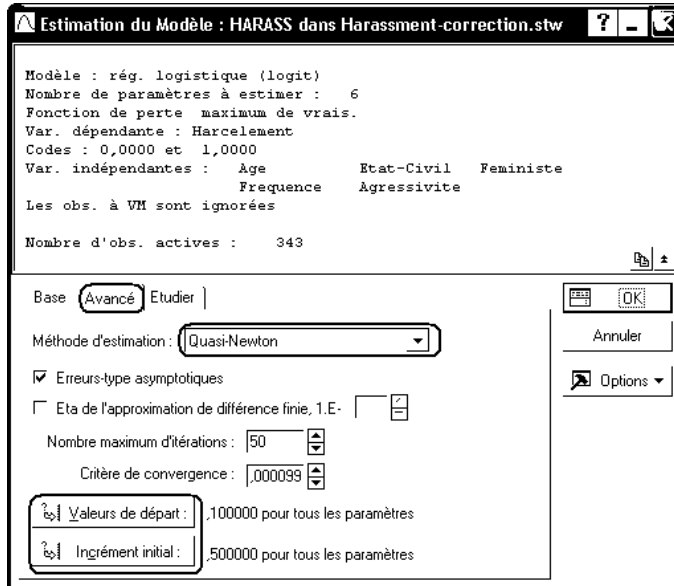 Estimation du Modèle : HARASS dans Harassment-correction.stw
Modèle : rég. logistique (logit)
Nombre de paramètres à estimer : 6
Fonction de perte maximum de vrais.
Var. dépendante : Harcelement
Codes : 0,0000 et 1,0000
Var. indépendantes : Age Etat-Civil Feministe
Frequence Agressivite
Les obs. à VM sont ignorées
Nombre d'obs. actives : 343
Base Avancé Etudier
OK
Méthode d'estimation : Quasi-Newton
Annuler
Erreurs-type asymptotiques
Options
Eta de l'approximation de différence finie, 1.E-
Nombre maximum d'itérations : 50
Critère de convergence : ,000099
Valeurs de départ : ,100000 pour tous les paramètres
Incrément initial : ,500000 pour tous les paramètres